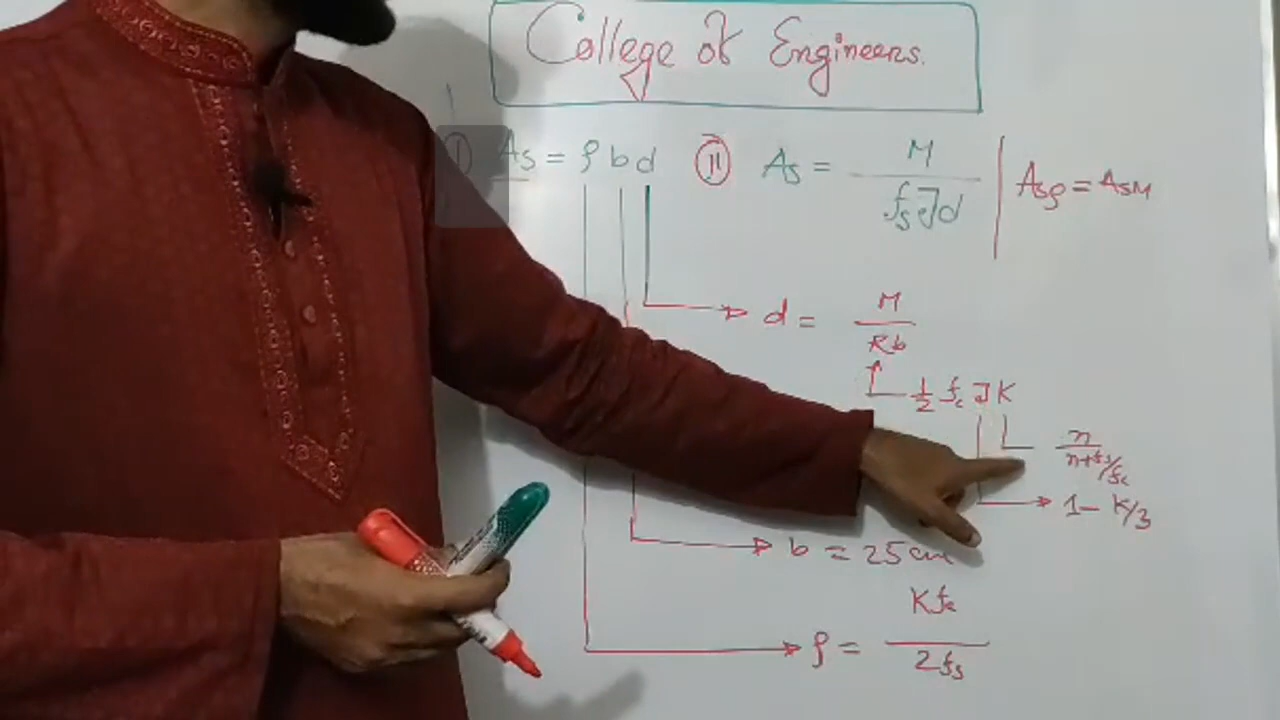 College of Engineers.
I As = ρ b d II As = M / fs J d | Asρ = AsM
d = M / Rb
1/2 fc J K
n / n+fs/fc
1 - K/3
b = 25 cm
ρ = K fc / 2 fs